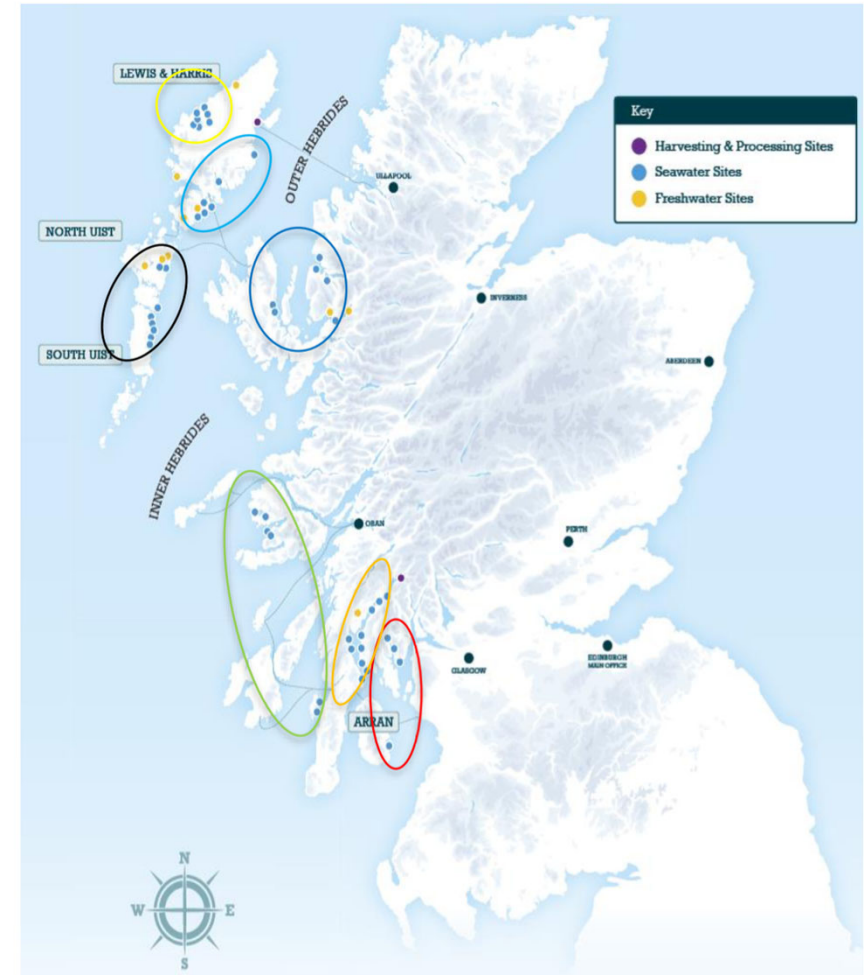 LEWIS & HARRIS
OUTER HEBRIDES
ULLAPOOL
Key
Harvesting & Processing Sites
Seawater Sites
Freshwater Sites
NORTH UIST
INVERNESS
SOUTH UIST
ABERDEEN
INNER HEBRIDES
OBAN
PERTH
GLASGOW
EDINBURGH
MAIN OFFICE
ARRAN
N
W
E
S